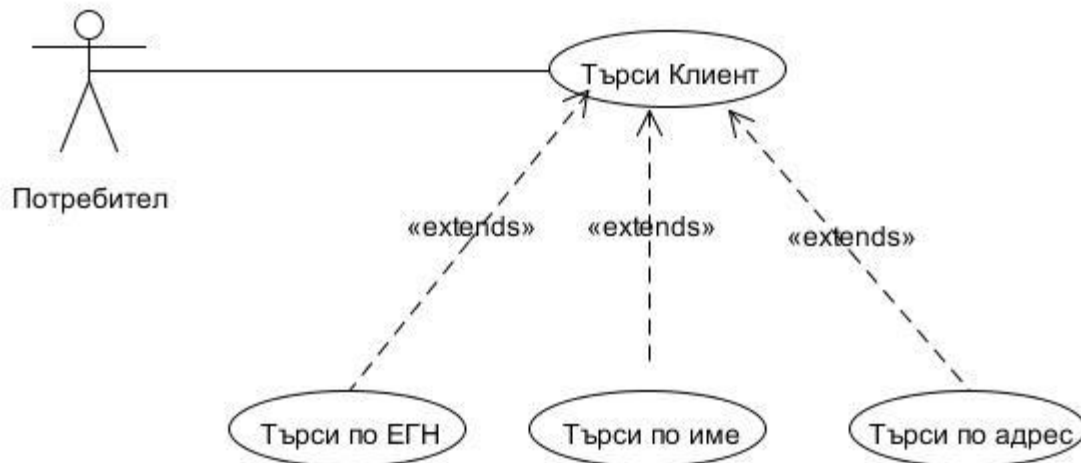 Търси Клиент
Потребител
«extends»
«extends»
«extends»
Търси по ЕГН
Търси по име
Търси по адрес